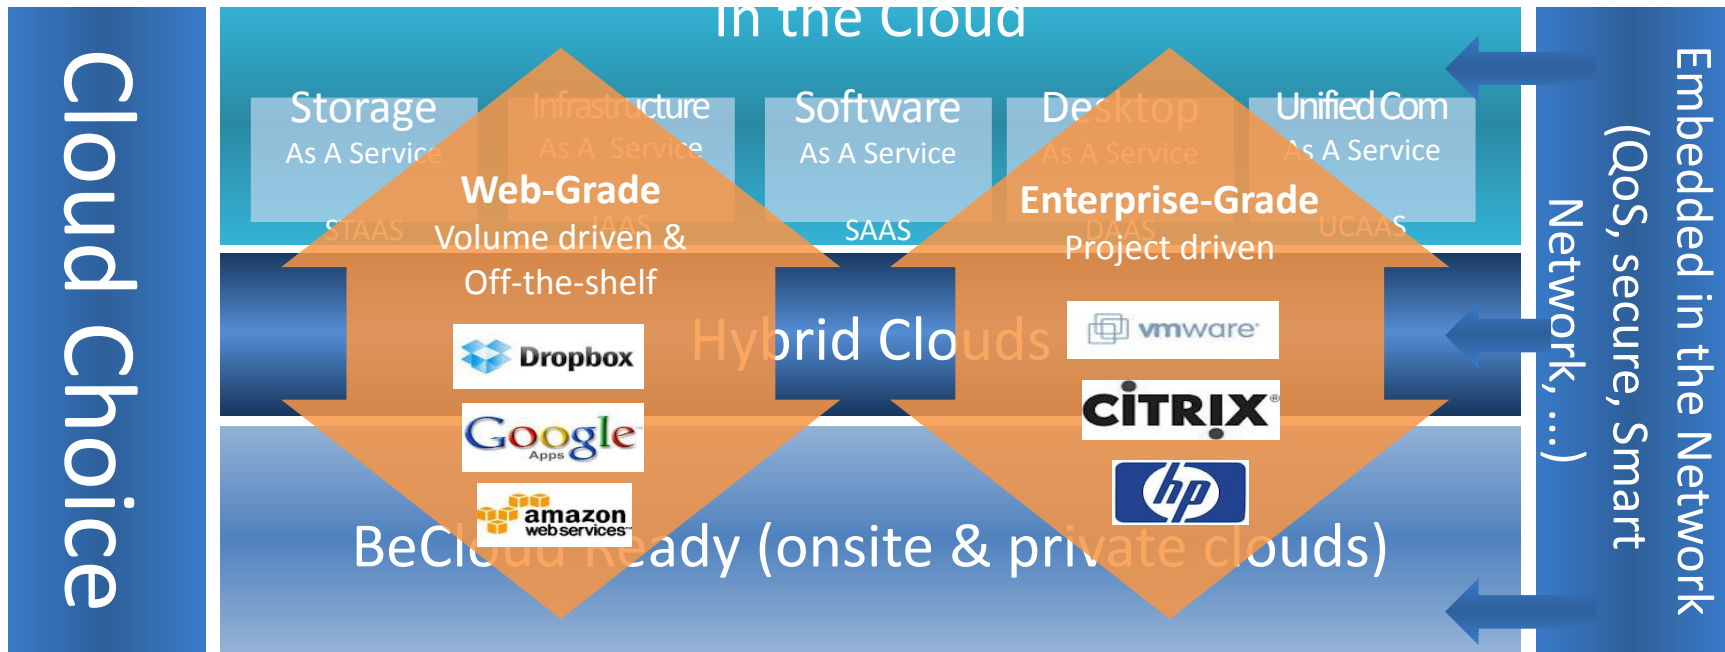 Cloud Choice
In the Cloud
Storage
As A Service
STAAS
Infrastructure
As A Service
IAAS
Software
As A Service
SAAS
Desktop
As A Service
DAAS
Unified Com
As A Service
UCAAS
Web-Grade
Volume driven &
Off-the-shelf
Dropbox
Google
Apps
amazon
webservices™
Enterprise-Grade
Project driven
vmware®
CİTRIX®
hp
Hybrid Clouds
BeCloud Ready (onsite & private clouds)
Embedded in the Network
(QoS, secure, Smart
Network, ...)